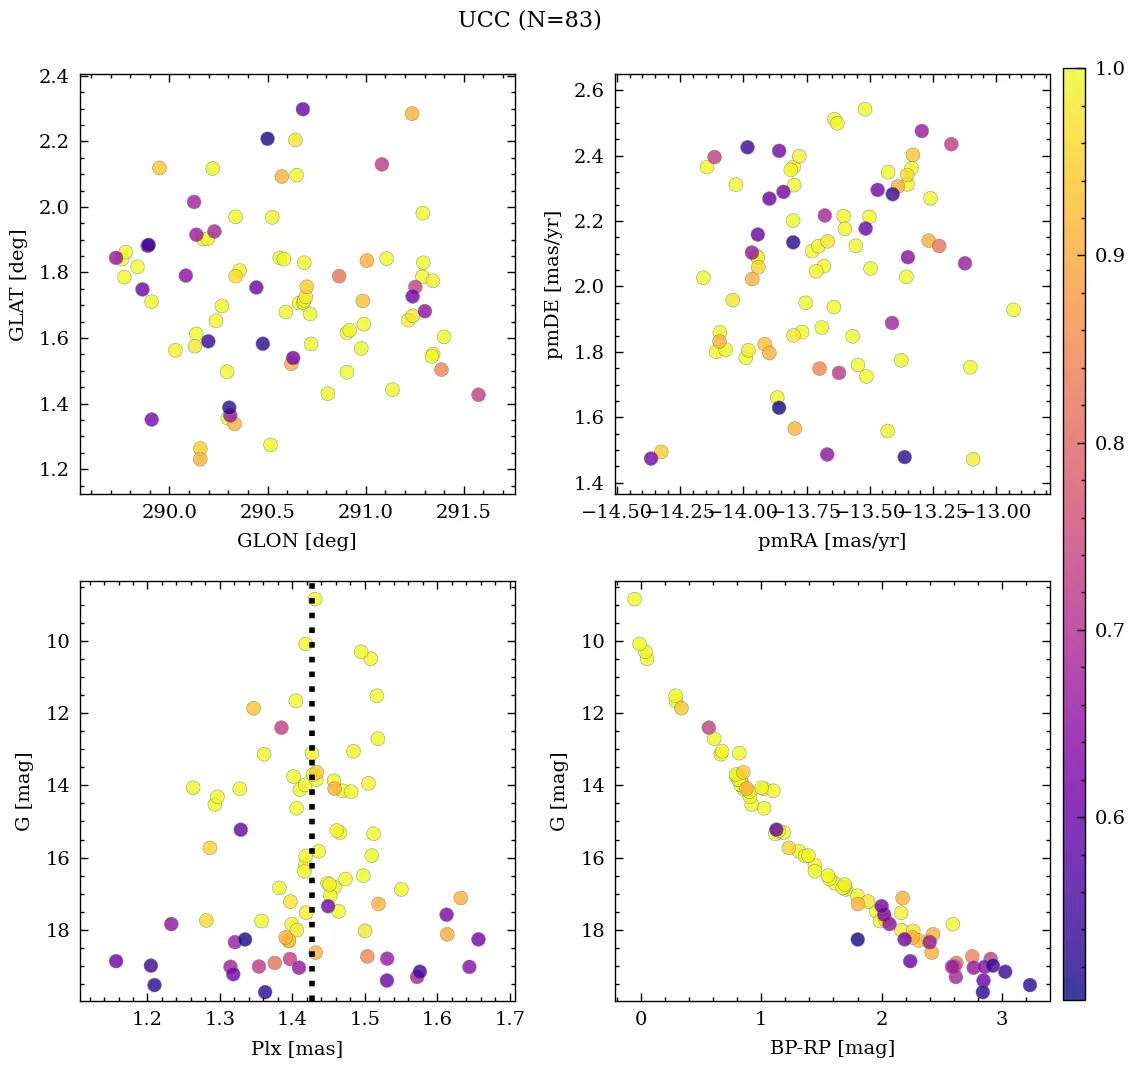 UCC (N=83)
2.4
2.2
2.0
1.8
1.6
1.4
1.2
GLAT [deg]
290.0 290.5 291.0 291.5
GLON [deg]
2.6
2.4
2.2
2.0
1.8
1.6
1.4
pmDE [mas/yr]
−14.50 −14.25 −14.00 −13.75 −13.50 −13.25 −13.00
pmRA [mas/yr]
1.0
0.9
0.8
0.7
0.6
10
12
14
16
18
G [mag]
1.2 1.3 1.4 1.5 1.6 1.7
Plx [mas]
10
12
14
16
18
G [mag]
0 1 2 3
BP-RP [mag]